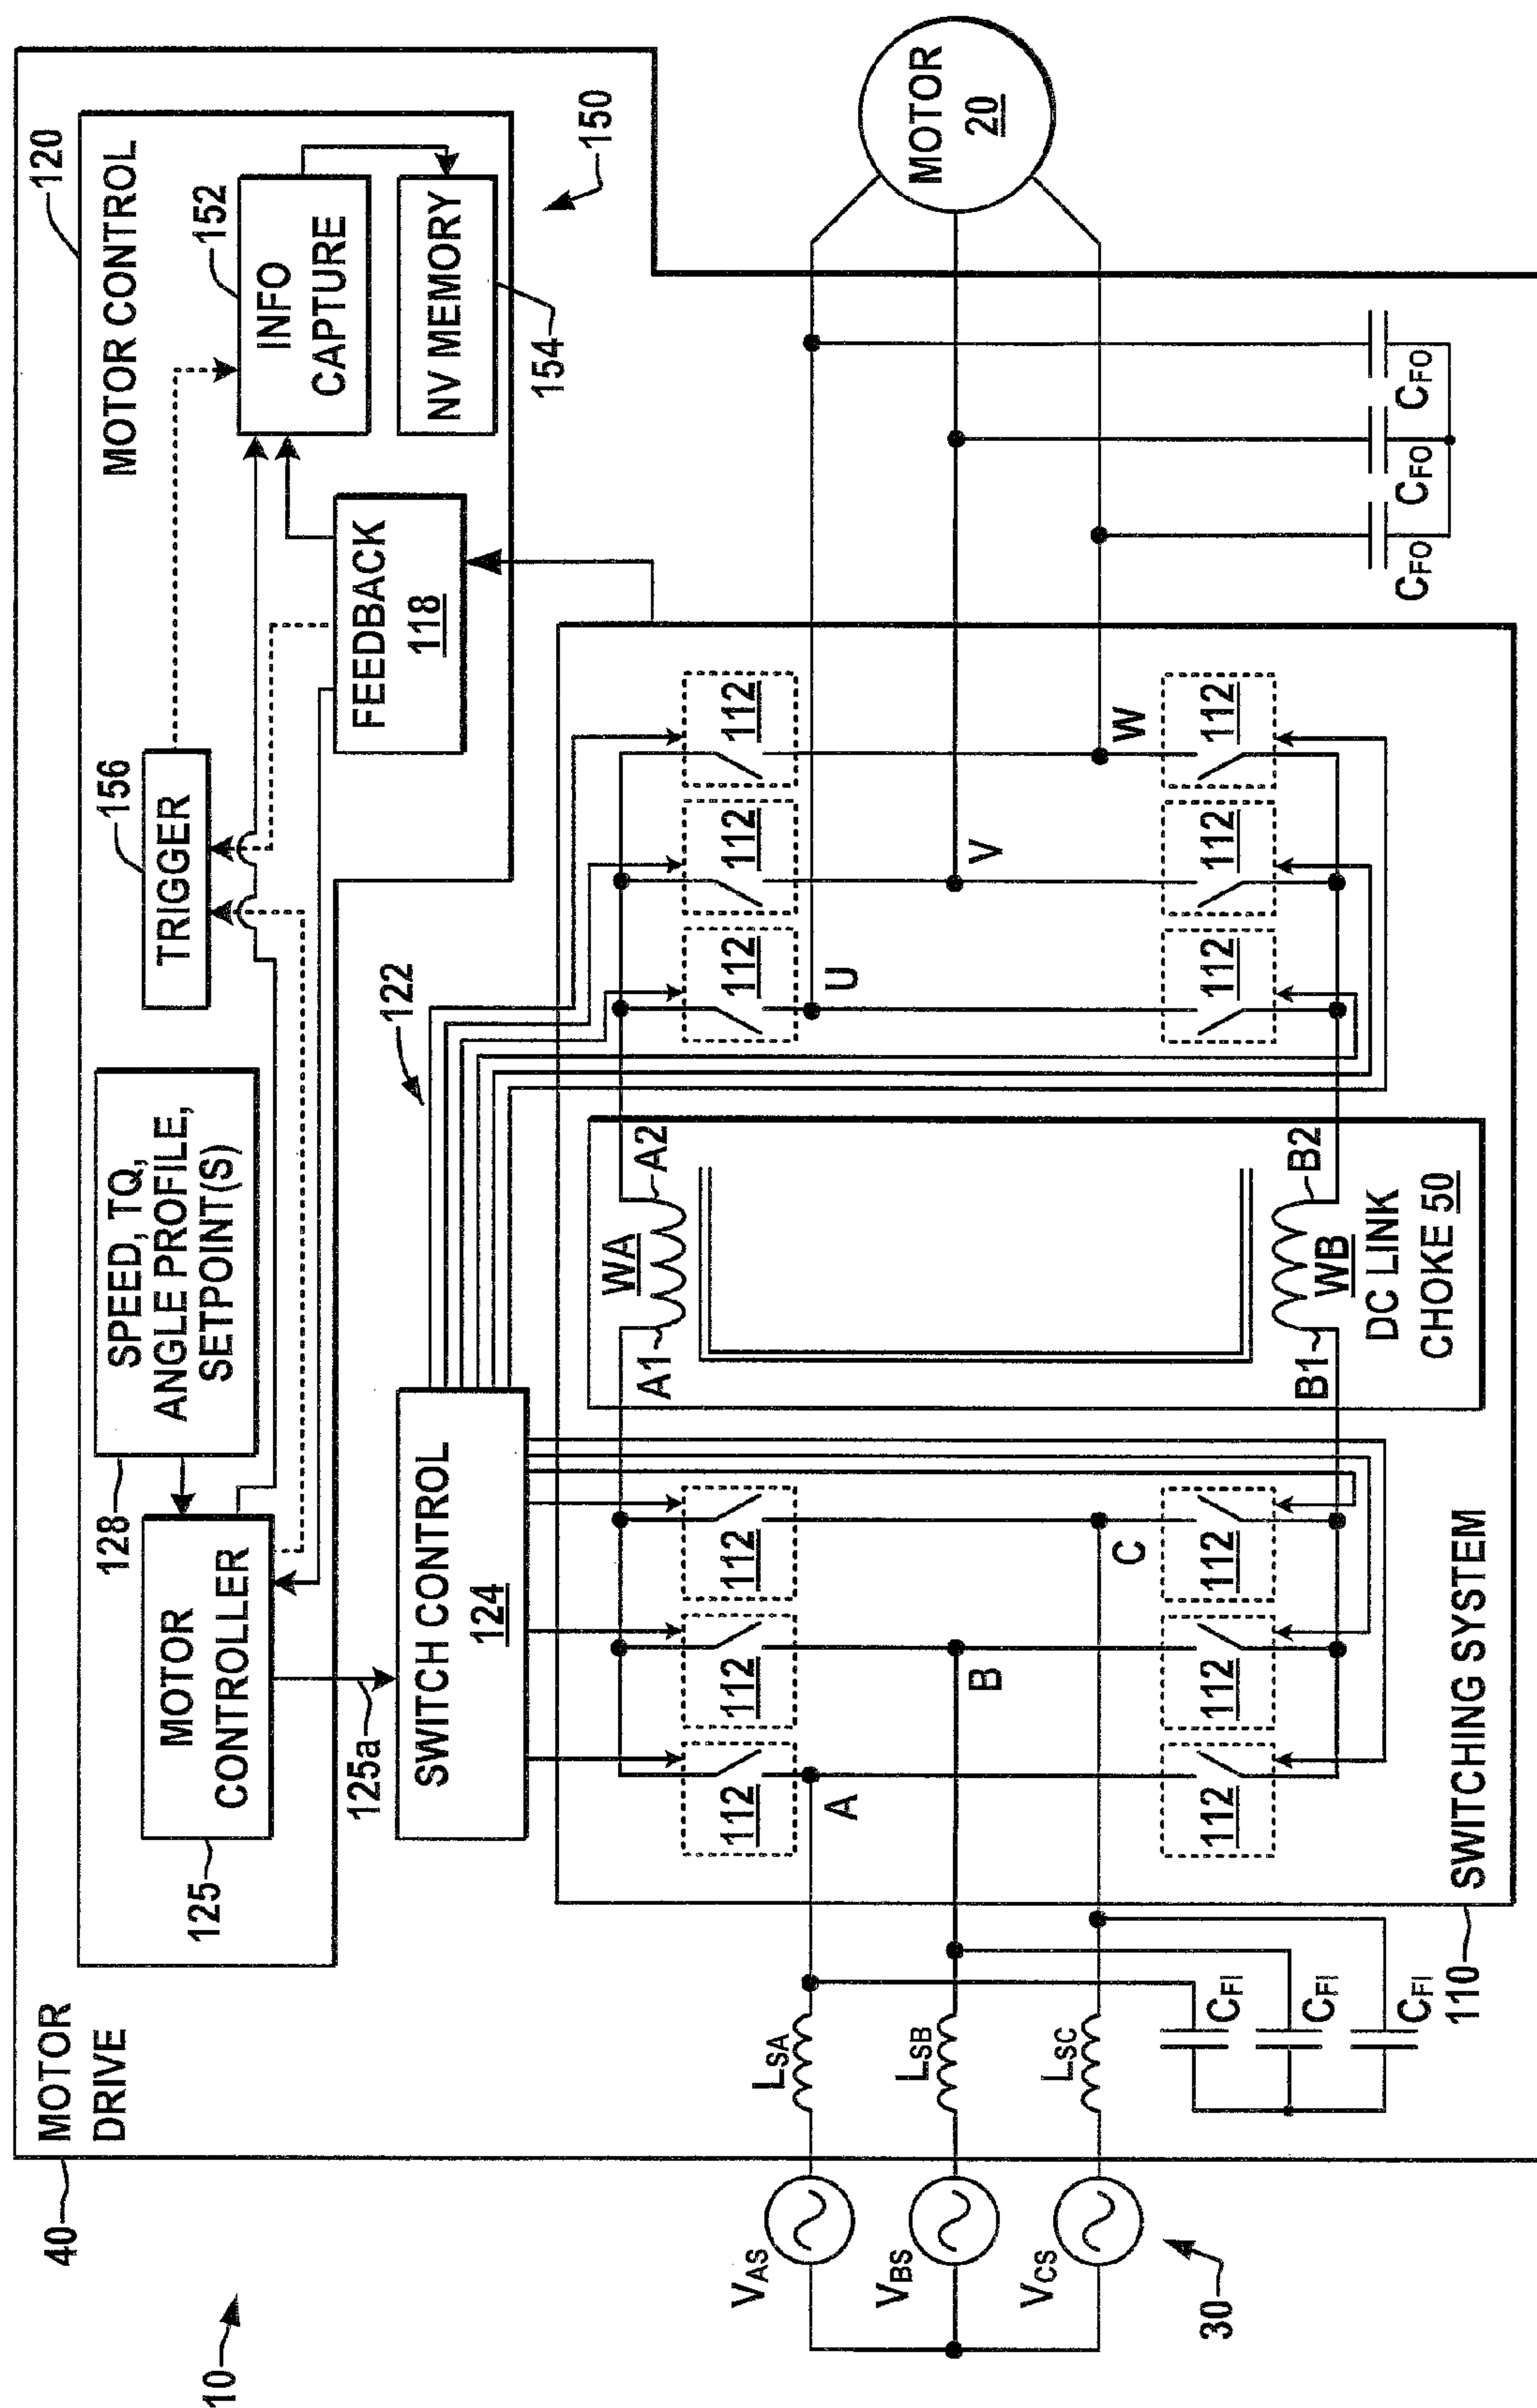 10
40
MOTOR
DRIVE
120
MOTOR CONTROL
125
MOTOR
CONTROLLER
128
SPEED, TQ,
ANGLE PROFILE,
SETPOINT(S)
156
TRIGGER
152
INFO
CAPTURE
NV MEMORY
154
150
FEEDBACK
118
125a
SWITCH CONTROL
124
122
112
112
112
112
112
112
A1
WA
A2
VAS
LSA
A
U
MOTOR
20
VBS
LSB
B
V
VCS
LSC
C
W
30
112
112
112
112
112
112
CFI
CFI
CFI
B1
WB
B2
DC LINK
CHOKE 50
CFO
CFO
CFO
110
SWITCHING SYSTEM